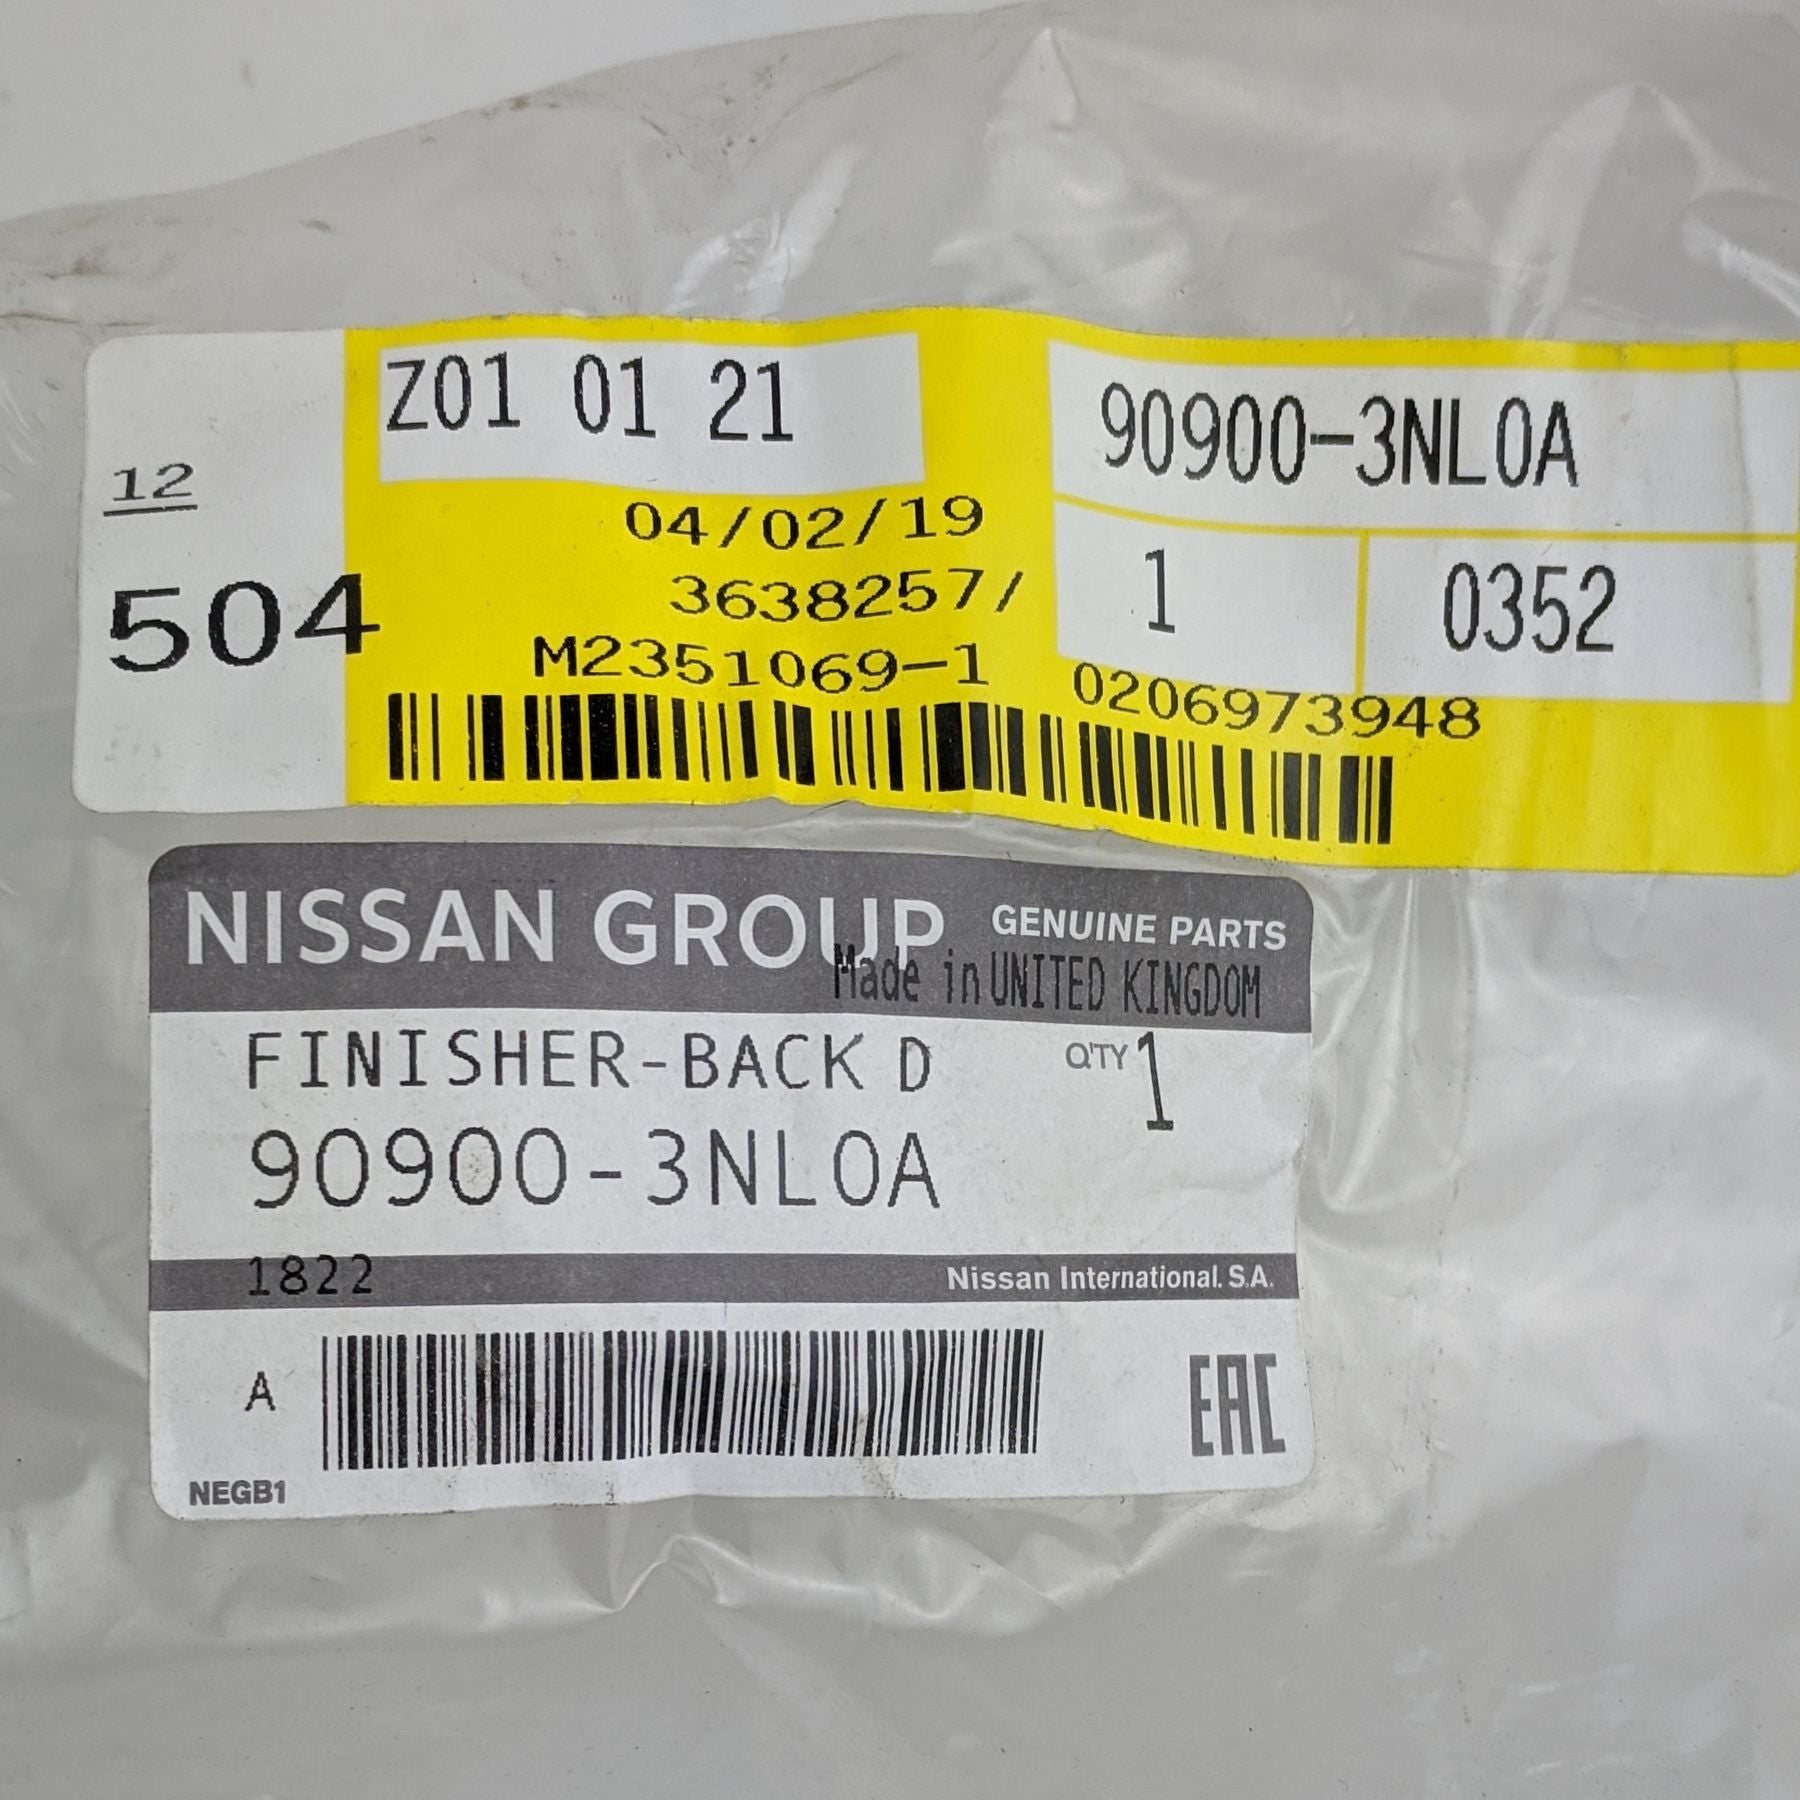 Z01 01 21
90900-3NL0A
12
04/02/19
504
3638257/
1
0352
M2351069-1
0206973948
NISSAN GROUP
GENUINE PARTS
Made in UNITED KINGDOM
FINISHER-BACK D
Q'TY 1
90900-3NL0A
1822
Nissan International. S.A.
A
EAC
NEGB1